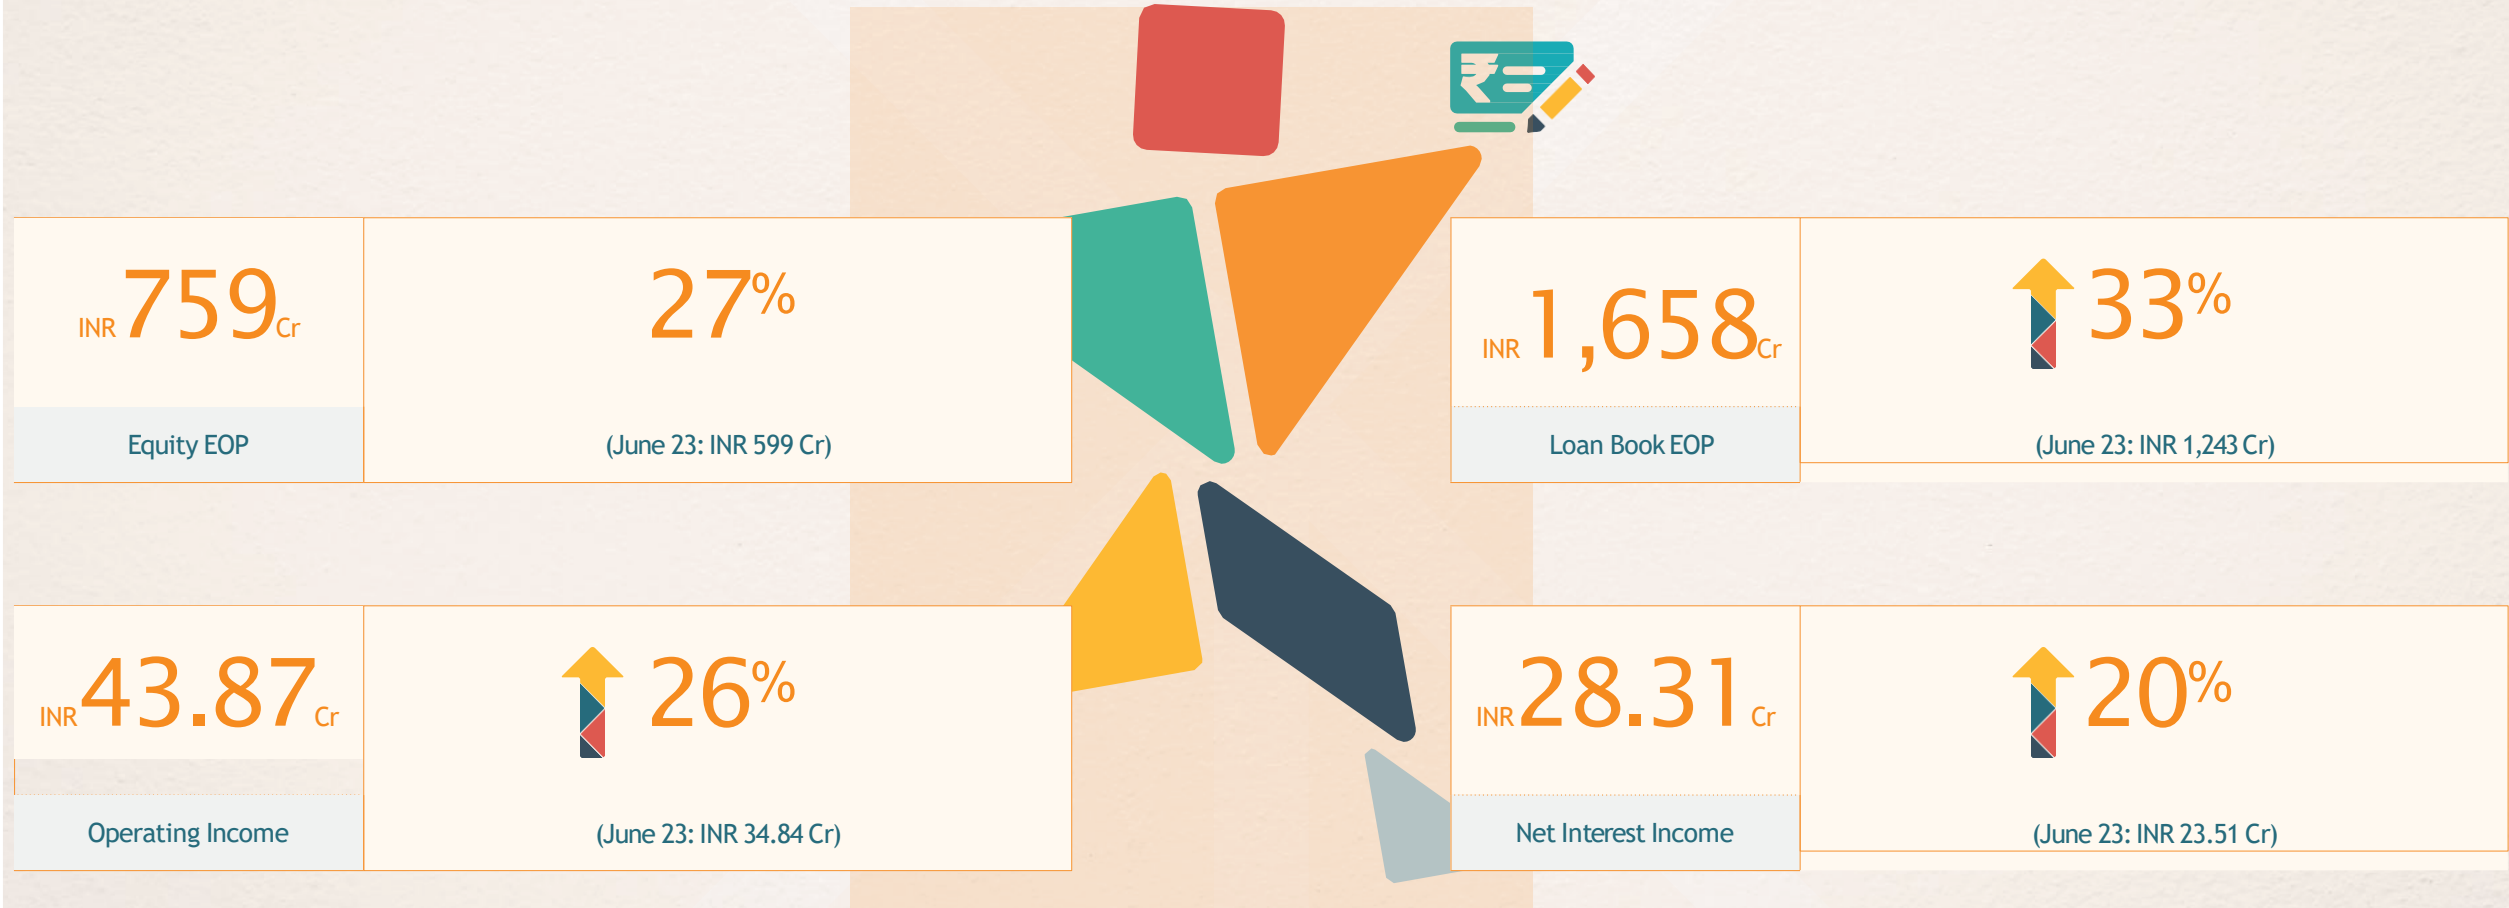 INR 759 Cr
27%
Equity EOP
(June 23: INR 599 Cr)
₹
INR 1,658 Cr
33%
Loan Book EOP
(June 23: INR 1,243 Cr)
INR 43.87 Cr
26%
Operating Income
(June 23: INR 34.84 Cr)
INR 28.31 Cr
20%
Net Interest Income
(June 23: INR 23.51 Cr)